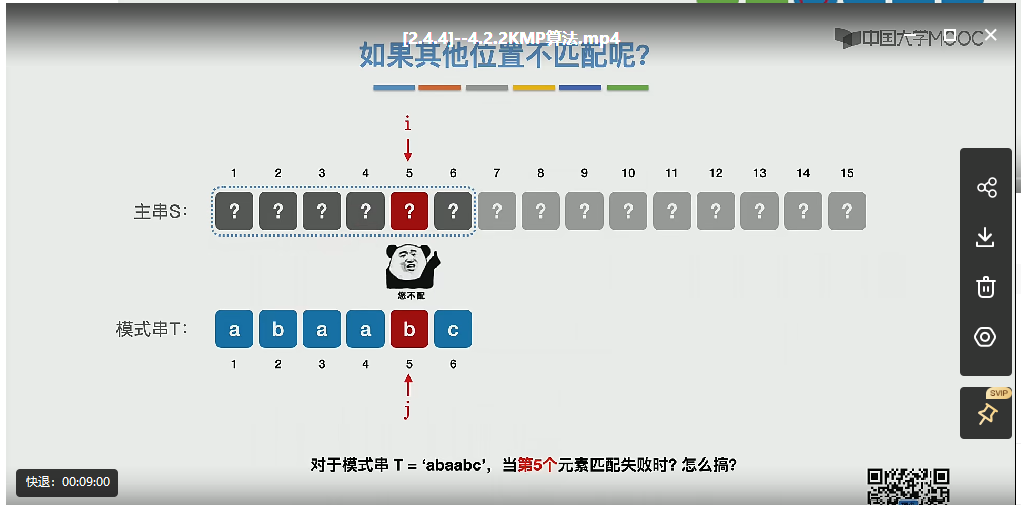 [2.4.4]--4.2.2KMP算法.mp4
中国大学MOOC
如果其他位置不匹配呢?
i
1 2 3 4 5 6 7 8 9 10 11 12 13 14 15
主串S: ? ? ? ? ? ? ? ? ? ? ? ? ? ? ?
您不配
模式串T: a b a a b c
1 2 3 4 5 6
j
对于模式串 T = ‘abaabc’，当第5个元素匹配失败时? 怎么搞?
SVIP
快退：00:09:00